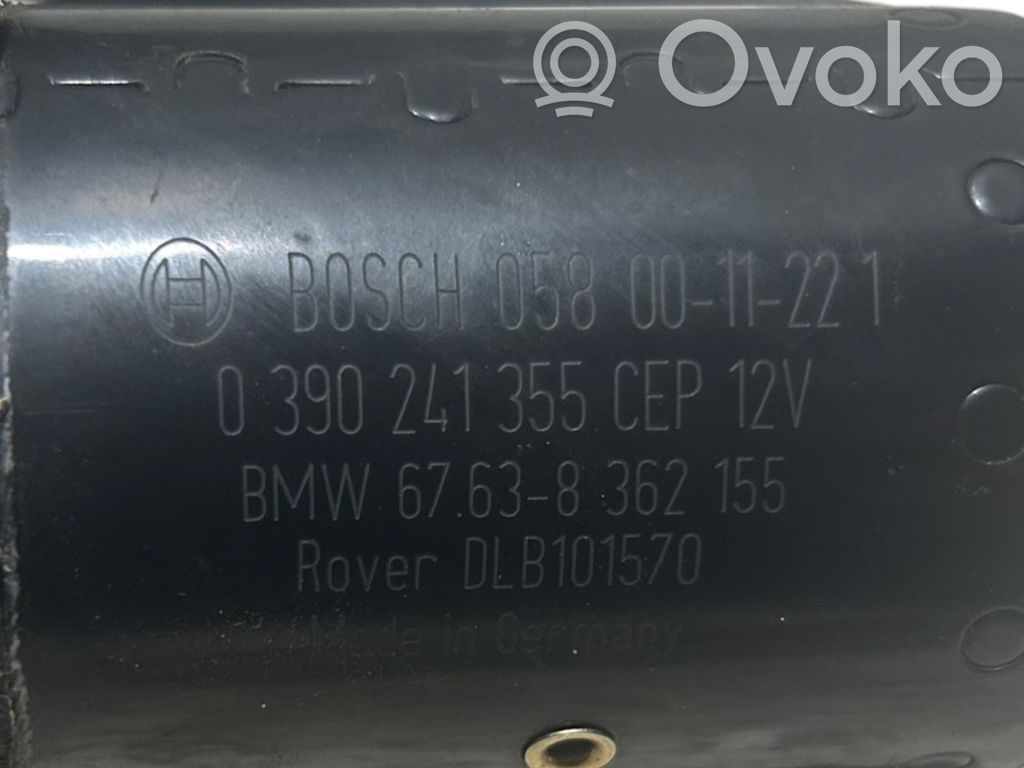 Ovoko
BOSCH 058 00-11-22 1
0 390 241 355 CEP 12V
BMW 67.63-8 362 155
Rover DLB101570
Made in Germany